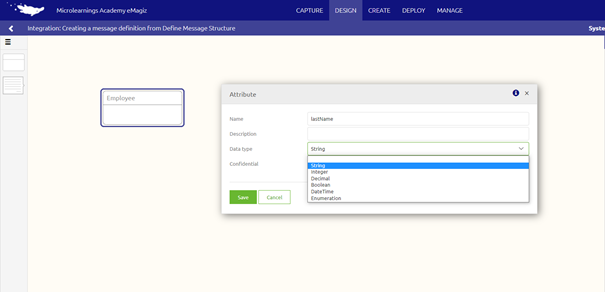 Microlearnings Academy eMagiz
CAPTURE DESIGN CREATE DEPLOY MANAGE
Integration: Creating a message definition from Define Message Structure
Syste
Employee
Attribute
Name lastName
Description
Data type String
Confidential
String
Integer
Decimal
Boolean
DateTime
Enumeration
Save Cancel